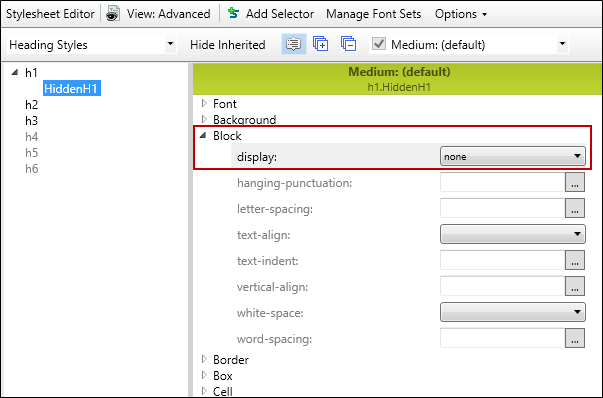 Stylesheet Editor View: Advanced Add Selector Manage Font Sets Options
Heading Styles Hide Inherited Medium: (default)
h1
HiddenH1
h2
h3
h4
h5
h6
Medium: (default)
h1.HiddenH1
Font
Background
Block
display: none
hanging-punctuation: ...
letter-spacing: ...
text-align:
text-indent: ...
vertical-align: ...
white-space:
word-spacing: ...
Border
Box
Cell